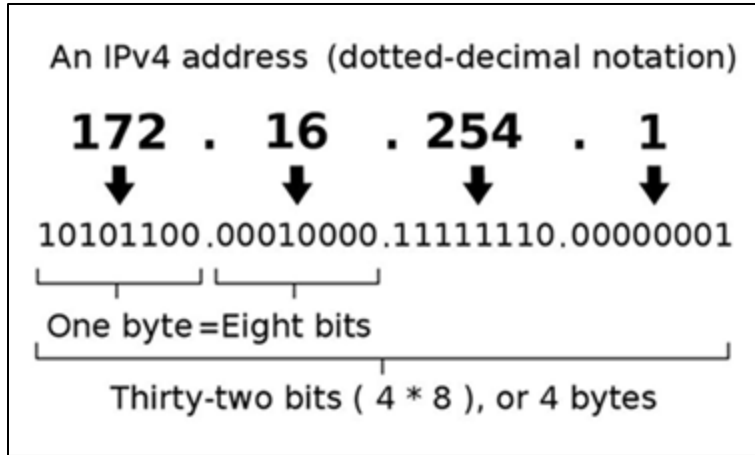 An IPv4 address (dotted-decimal notation)
172 . 16 . 254 . 1
10101100.00010000.11111110.00000001
One byte=Eight bits
Thirty-two bits ( 4 * 8 ), or 4 bytes